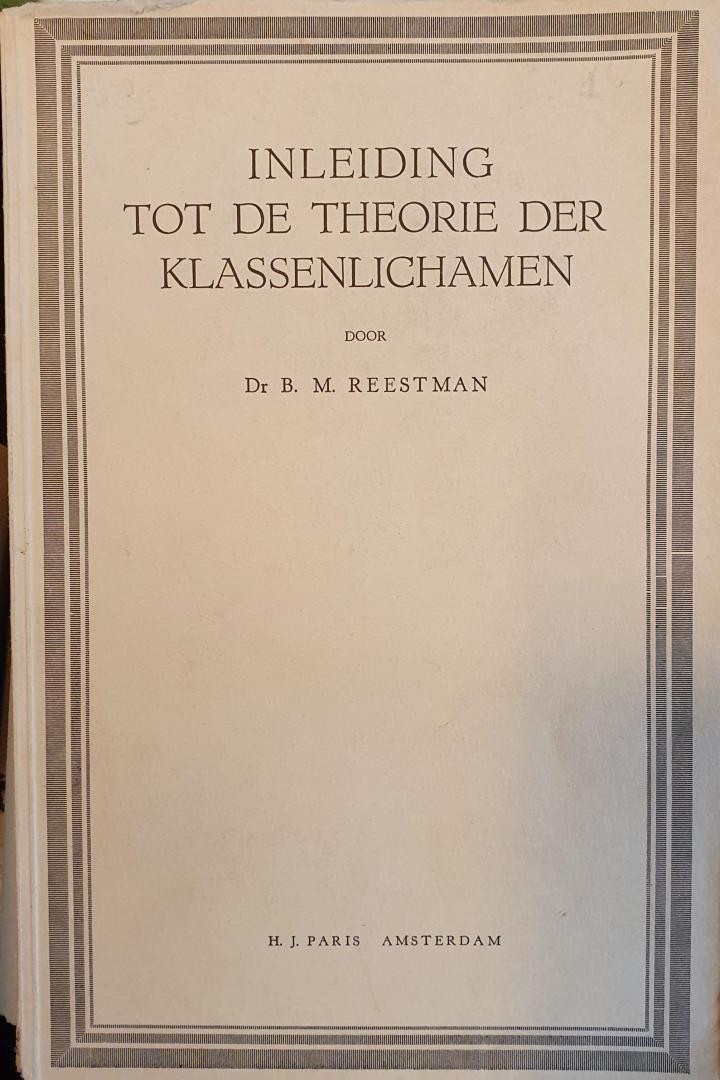 INLEIDING
TOT DE THEORIE DER
KLASSENLICHAMEN
DOOR
Dr B. M. REESTMAN
H. J. PARIS AMSTERDAM